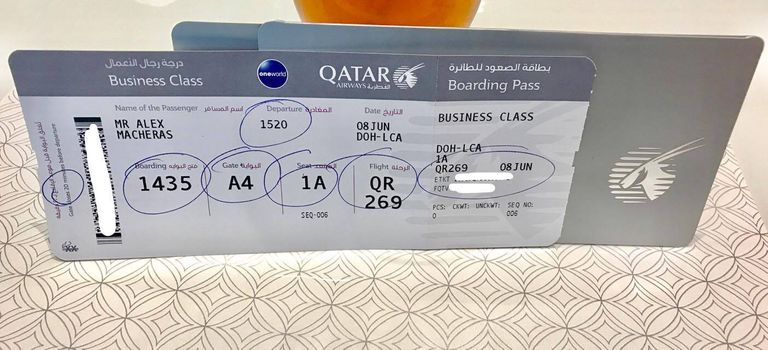 درجة رجال الأعمال
Business Class
oneworld
QATAR
AIRWAYS القطرية
بطاقة الصعود للطائرة
Boarding Pass
Name of the Passenger اسم المسافر
MR ALEX
MACHERAS
Departure المغادرة
1520
Date التاريخ
08JUN
DOH-LCA
Boarding فتح البوابة
1435
Gate البوابة
A4
Seat المقعد
1A
SEQ-006
Flight الرحلة
QR
269
Gate closes 20 minutes before departure
BUSINESS CLASS
DOH-LCA
1A
QR269 08JUN
ETKT
FQTV
PCS: CKWT: UNCKWT: SEQ NO:
0 006